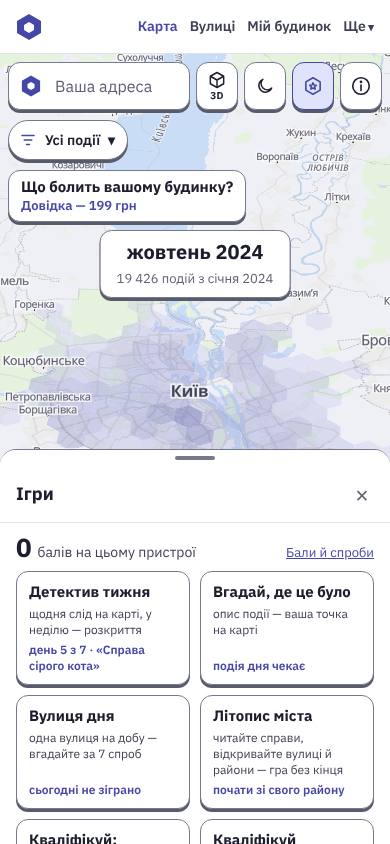 Карта Вулиці Мій будинок Ще ▾
Сухолуччя
Ваша адреса
3D
Усі події ▾
Жукин
Крехаїв
Воропаїв
ОСТРІВ
ЛЮБИЧІВ
Козаровичі
Літки
Що болить вашому будинку?
Довідка — 199 грн
жовтень 2024
19 426 подій з січня 2024
Горенка
Коцюбинське
Київ
Петропавлівська
Борщагівка
Ігри
×
0 балів на цьому пристрої
Бали й спроби
Детектив тижня
щодня слід на карті, у
неділю — розкриття
день 5 з 7 · «Справа
сірого кота»
Вгадай, де це було
опис події — ваша точка
на карті
подія дня чекає
Вулиця дня
одна вулиця на добу —
вгадайте за 7 спроб
сьогодні не зіграно
Літопис міста
читайте справи,
відкривайте вулиці й
райони — гра без кінця
почати зі свого району
Кваліфікуй:
Кваліфікуй